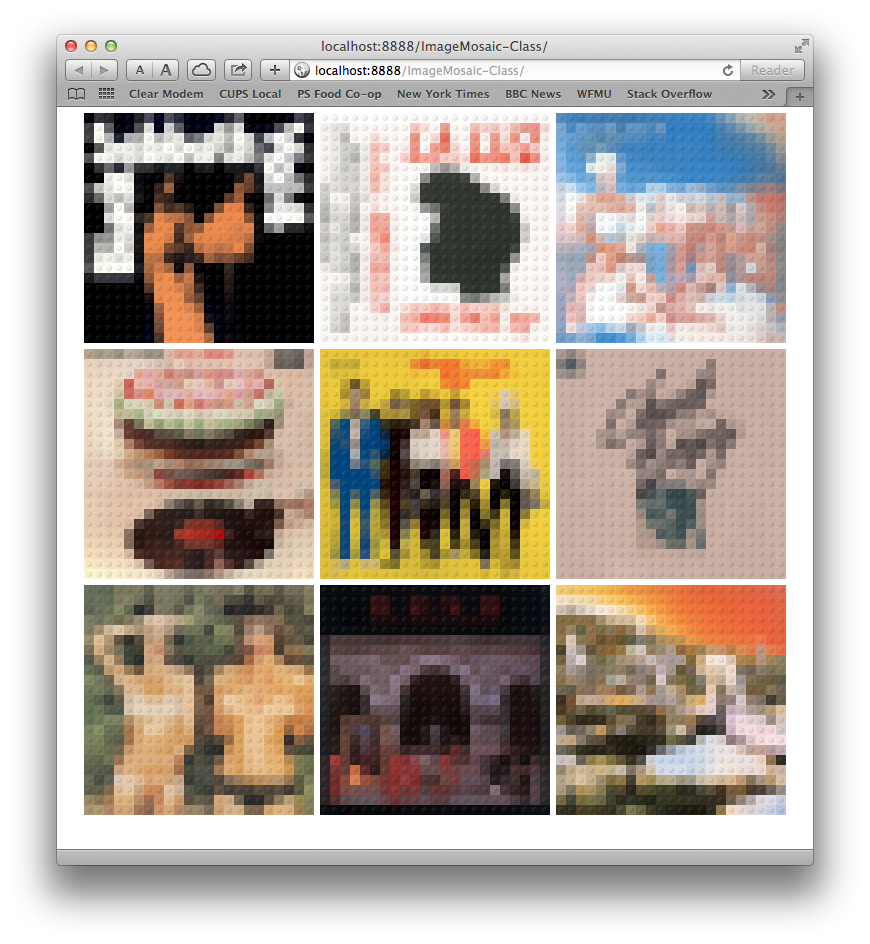 localhost:8888/ImageMosaic-Class/
A A + localhost:8888/ImageMosaic-Class/ Reader
Clear Modem CUPS Local PS Food Co-op New York Times BBC News WFMU Stack Overflow